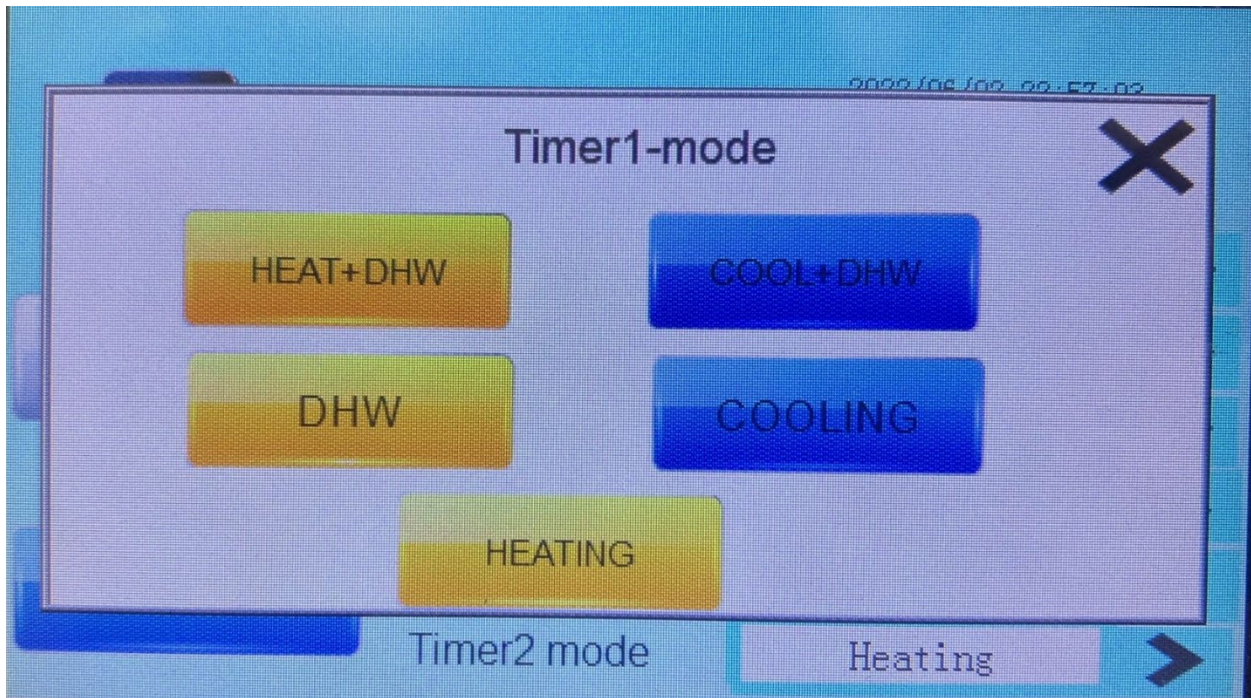 Timer1-mode
HEAT+DHW
COOL+DHW
DHW
COOLING
HEATING
Timer2 mode
Heating